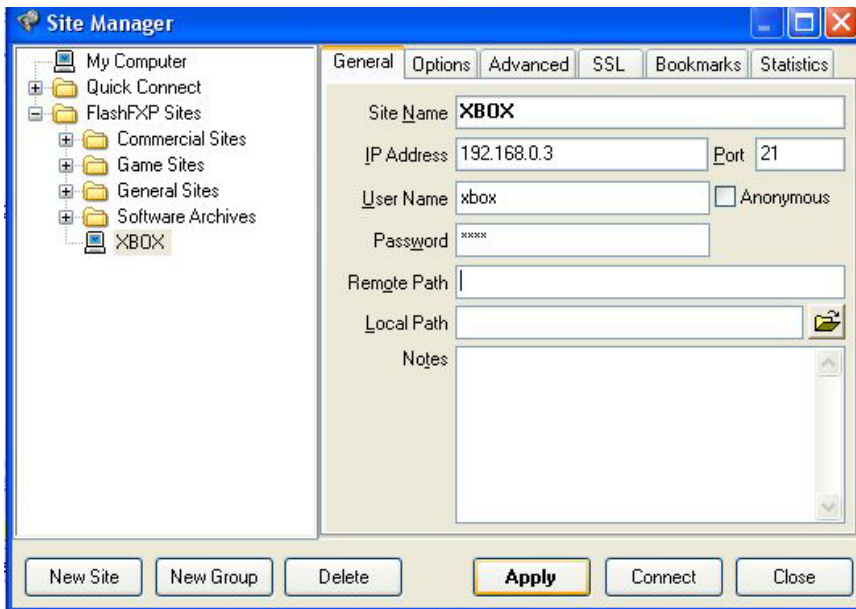 Site Manager
My Computer
Quick Connect
FlashFXP Sites
Commercial Sites
Game Sites
General Sites
Software Archives
XBOX
General Options Advanced SSL Bookmarks Statistics
Site Name XBOX
IP Address 192.168.0.3 Port 21
User Name xbox Anonymous
Password ****
Remote Path
Local Path
Notes
New Site New Group Delete Apply Connect Close